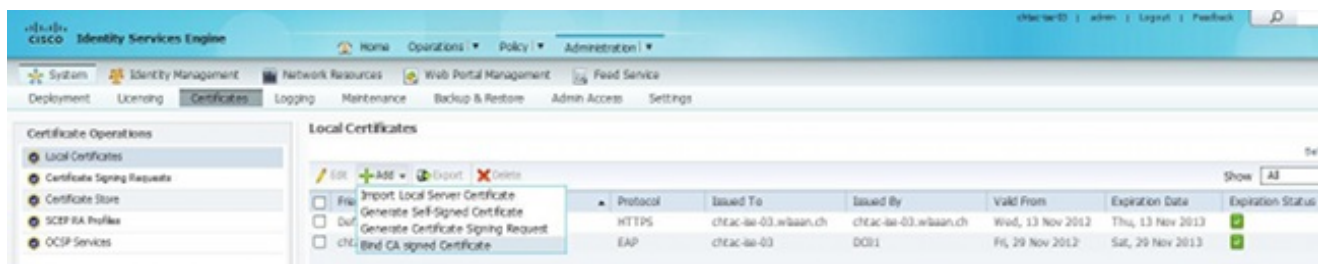 chtac-ise-03 | admin | Logout | Feedback
CISCO Identity Services Engine
Home Operations Policy Administration
System Identity Management Network Resources Web Portal Management Feed Service
Deployment Licensing Certificates Logging Maintenance Backup & Restore Admin Access Settings
Certificate Operations
Local Certificates
Certificate Signing Requests
Certificate Store
SCEP RA Profiles
OCSP Services
Local Certificates
Edit Add Export Delete
Show All
Import Local Server Certificate
Generate Self-Signed Certificate
Generate Certificate Signing Request
Bind CA signed Certificate
Protocol Issued To Issued By Valid From Expiration Date Expiration Status
HTTPS chtac-ise-03.wlaaan.ch chtac-ise-03.wlaaan.ch Wed, 13 Nov 2012 Thu, 13 Nov 2013
EAP chtac-ise-03 DC01 Fri, 29 Nov 2012 Sat, 29 Nov 2013